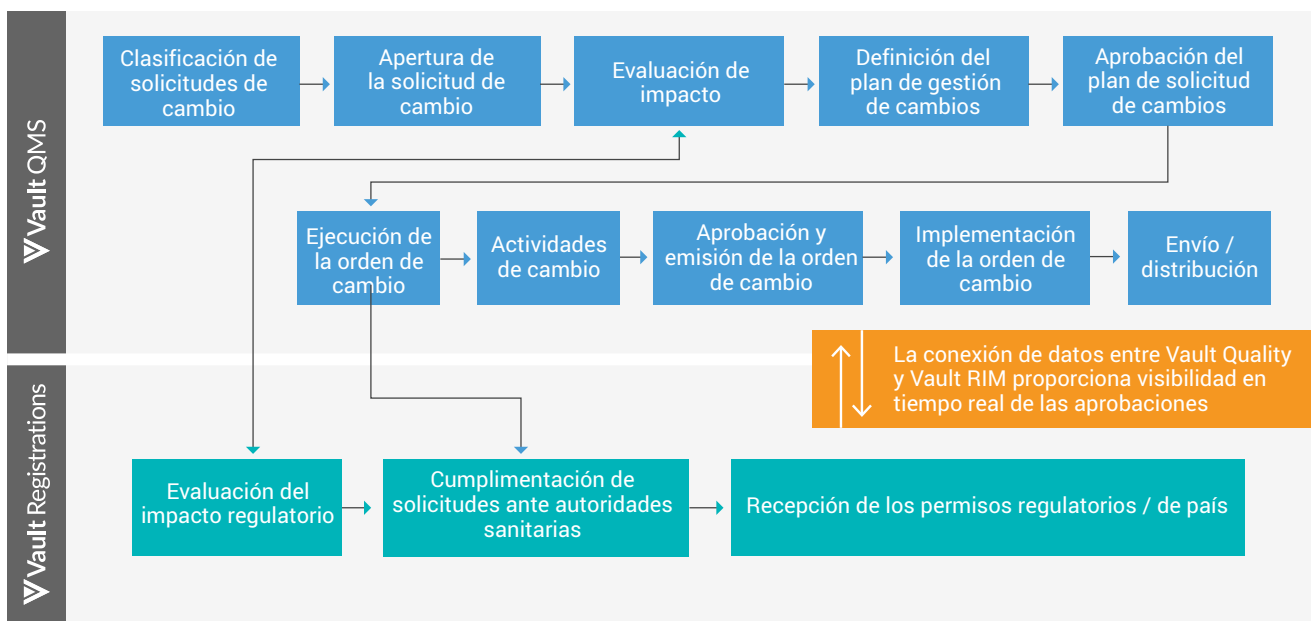 Vault QMS
Clasificación de
solicitudes de
cambio
Apertura de
la solicitud de
cambio
Evaluación de
impacto
Definición del
plan de gestión
de cambios
Aprobación del
plan de solicitud
de cambios
Ejecución de
la orden de
cambio
Actividades
de cambio
Aprobación y
emisión de la orden
de cambio
Implementación
de la orden de
cambio
Envío /
distribución
La conexión de datos entre Vault Quality
y Vault RIM proporciona visibilidad en
tiempo real de las aprobaciones
Vault Registrations
Evaluación del
impacto regulatorio
Cumplimentación de
solicitudes ante autoridades
sanitarias
Recepción de los permisos regulatorios / de país